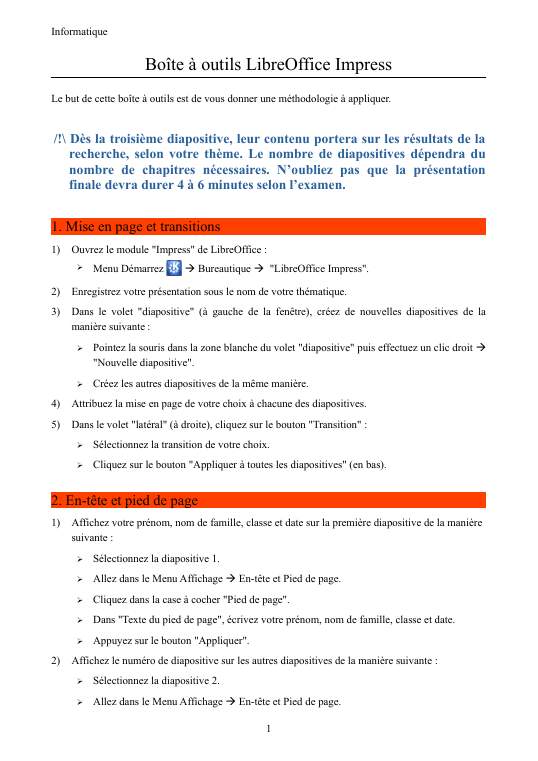 Informatique
Boîte à outils LibreOffice Impress
Le but de cette boîte à outils est de vous donner une méthodologie à appliquer.
/!\ Dès la troisième diapositive, leur contenu portera sur les résultats de la
recherche, selon votre thème. Le nombre de diapositives dépendra du
nombre de chapitres nécessaires. N'oubliez pas que la présentation
finale devra durer 4 à 6 minutes selon l'examen.
1. Mise en page et transitions
1) Ouvrez le module "Impress" de LibreOffice :
➢ Menu Démarrez → Bureautique → "LibreOffice Impress".
2) Enregistrez votre présentation sous le nom de votre thématique.
3) Dans le volet "diapositive" (à gauche de la fenêtre), créez de nouvelles diapositives de la
manière suivante :
➢ Pointez la souris dans la zone blanche du volet "diapositive" puis effectuez un clic droit →
"Nouvelle diapositive".
➢ Créez les autres diapositives de la même manière.
4) Attribuez la mise en page de votre choix à chacune des diapositives.
5) Dans le volet "latéral" (à droite), cliquez sur le bouton "Transition" :
➢ Sélectionnez la transition de votre choix.
➢ Cliquez sur le bouton "Appliquer à toutes les diapositives" (en bas).
2. En-tête et pied de page
1) Affichez votre prénom, nom de famille, classe et date sur la première diapositive de la manière
suivante :
➢ Sélectionnez la diapositive 1.
➢ Allez dans le Menu Affichage → En-tête et Pied de page.
➢ Cliquez dans la case à cocher "Pied de page".
➢ Dans "Texte du pied de page", écrivez votre prénom, nom de famille, classe et date.
➢ Appuyez sur le bouton "Appliquer".
2) Affichez le numéro de diapositive sur les autres diapositives de la manière suivante :
➢ Sélectionnez la diapositive 2.
➢ Allez dans le Menu Affichage → En-tête et Pied de page.
1